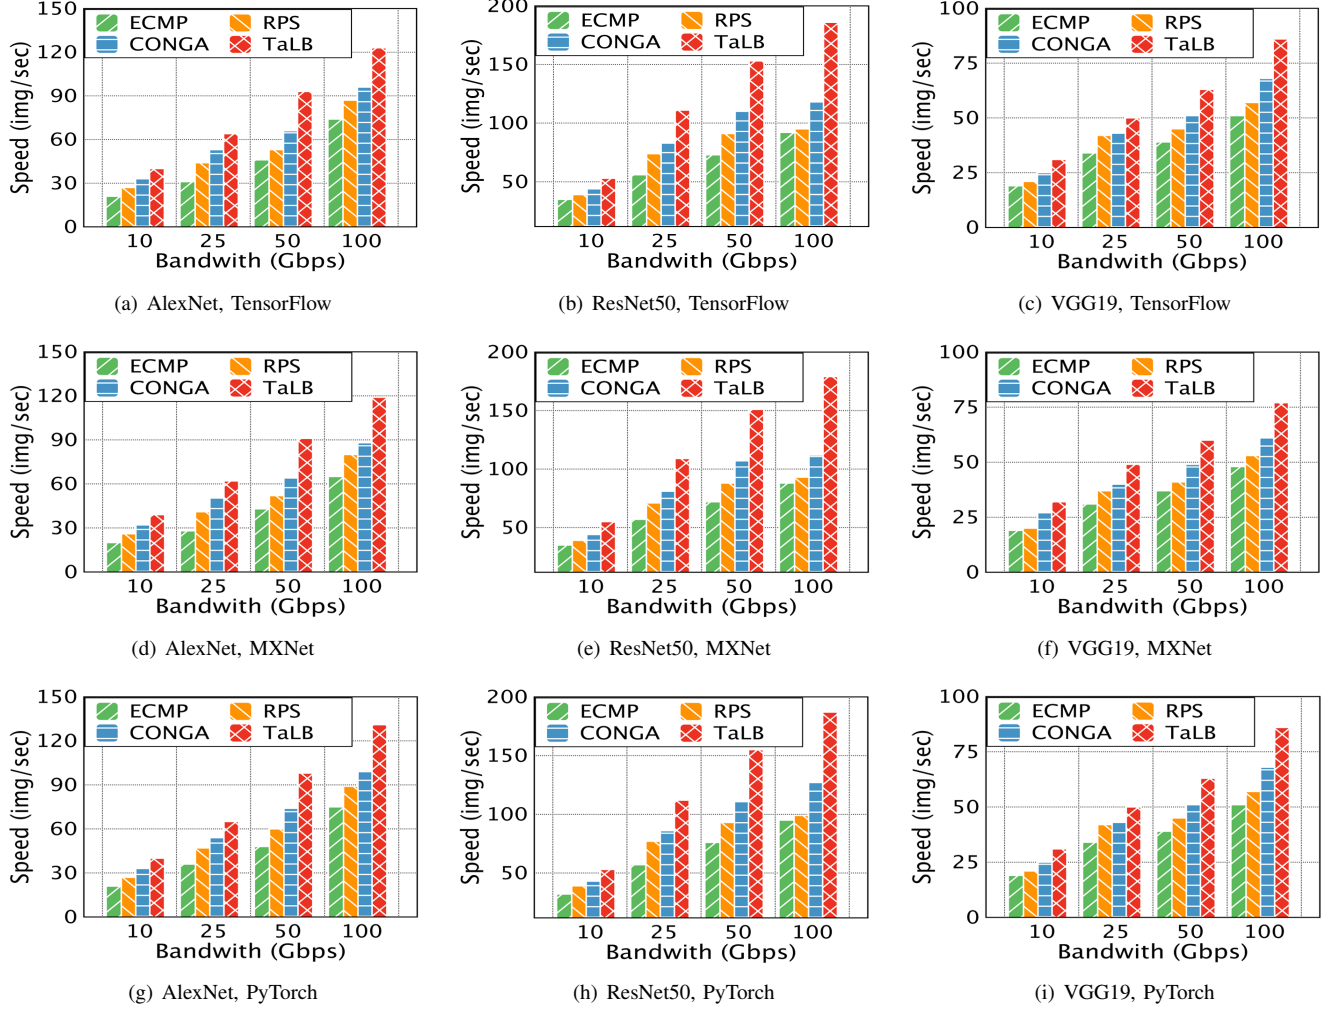 150
120
90
60
30
0
Speed (img/sec)
ECMP RPS
CONGA TaLB
10 25 50 100
Bandwith (Gbps)
(a) AlexNet, TensorFlow
200
150
100
50
Speed (img/sec)
ECMP RPS
CONGA TaLB
10 25 50 100
Bandwith (Gbps)
(b) ResNet50, TensorFlow
100
75
50
25
0
Speed (img/sec)
ECMP RPS
CONGA TaLB
10 25 50 100
Bandwith (Gbps)
(c) VGG19, TensorFlow
150
120
90
60
30
0
Speed (img/sec)
ECMP RPS
CONGA TaLB
10 25 50 100
Bandwith (Gbps)
(d) AlexNet, MXNet
200
150
100
50
Speed (img/sec)
ECMP RPS
CONGA TaLB
10 25 50 100
Bandwith (Gbps)
(e) ResNet50, MXNet
100
75
50
25
0
Speed (img/sec)
ECMP RPS
CONGA TaLB
10 25 50 100
Bandwith (Gbps)
(f) VGG19, MXNet
150
120
90
60
30
0
Speed (img/sec)
ECMP RPS
CONGA TaLB
10 25 50 100
Bandwith (Gbps)
(g) AlexNet, PyTorch
200
150
100
50
Speed (img/sec)
ECMP RPS
CONGA TaLB
10 25 50 100
Bandwith (Gbps)
(h) ResNet50, PyTorch
100
75
50
25
0
Speed (img/sec)
ECMP RPS
CONGA TaLB
10 25 50 100
Bandwith (Gbps)
(i) VGG19, PyTorch